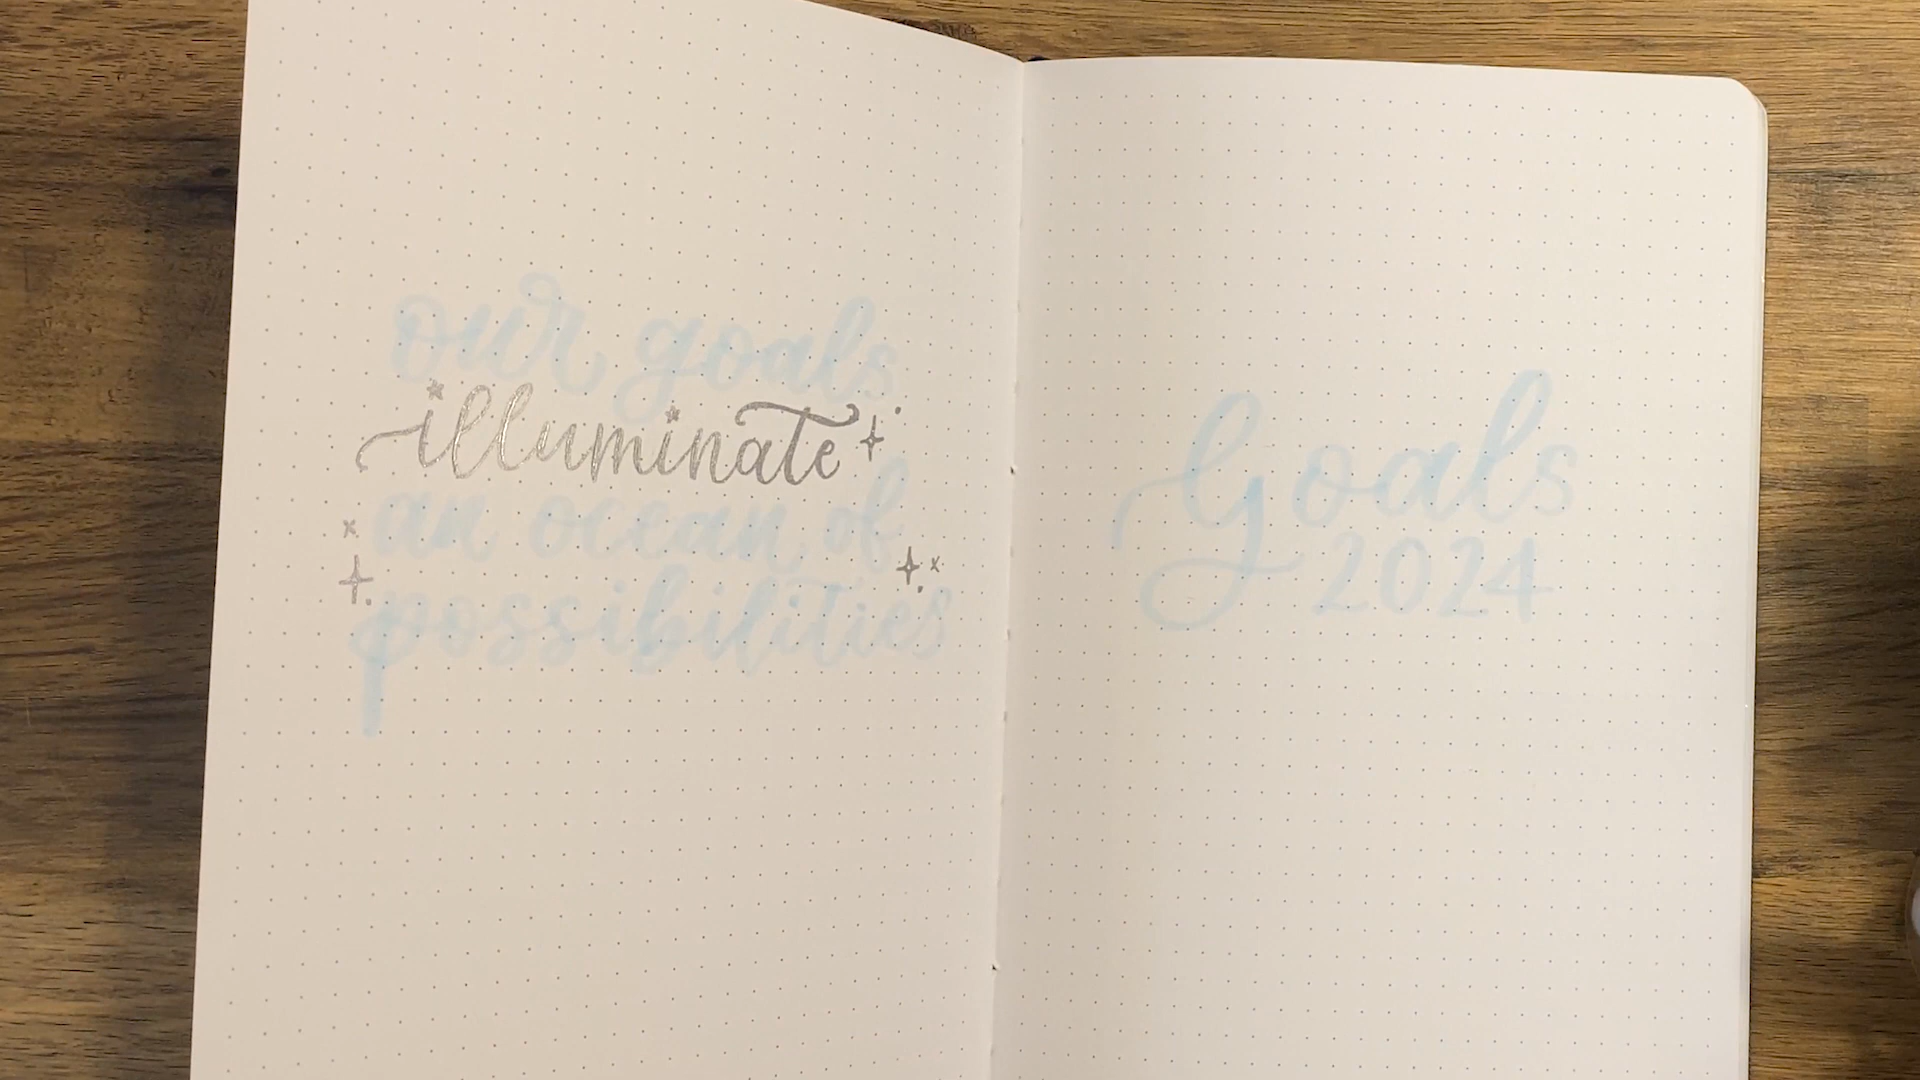 our goals
illuminate
an ocean of
possibilities
Goals
2024